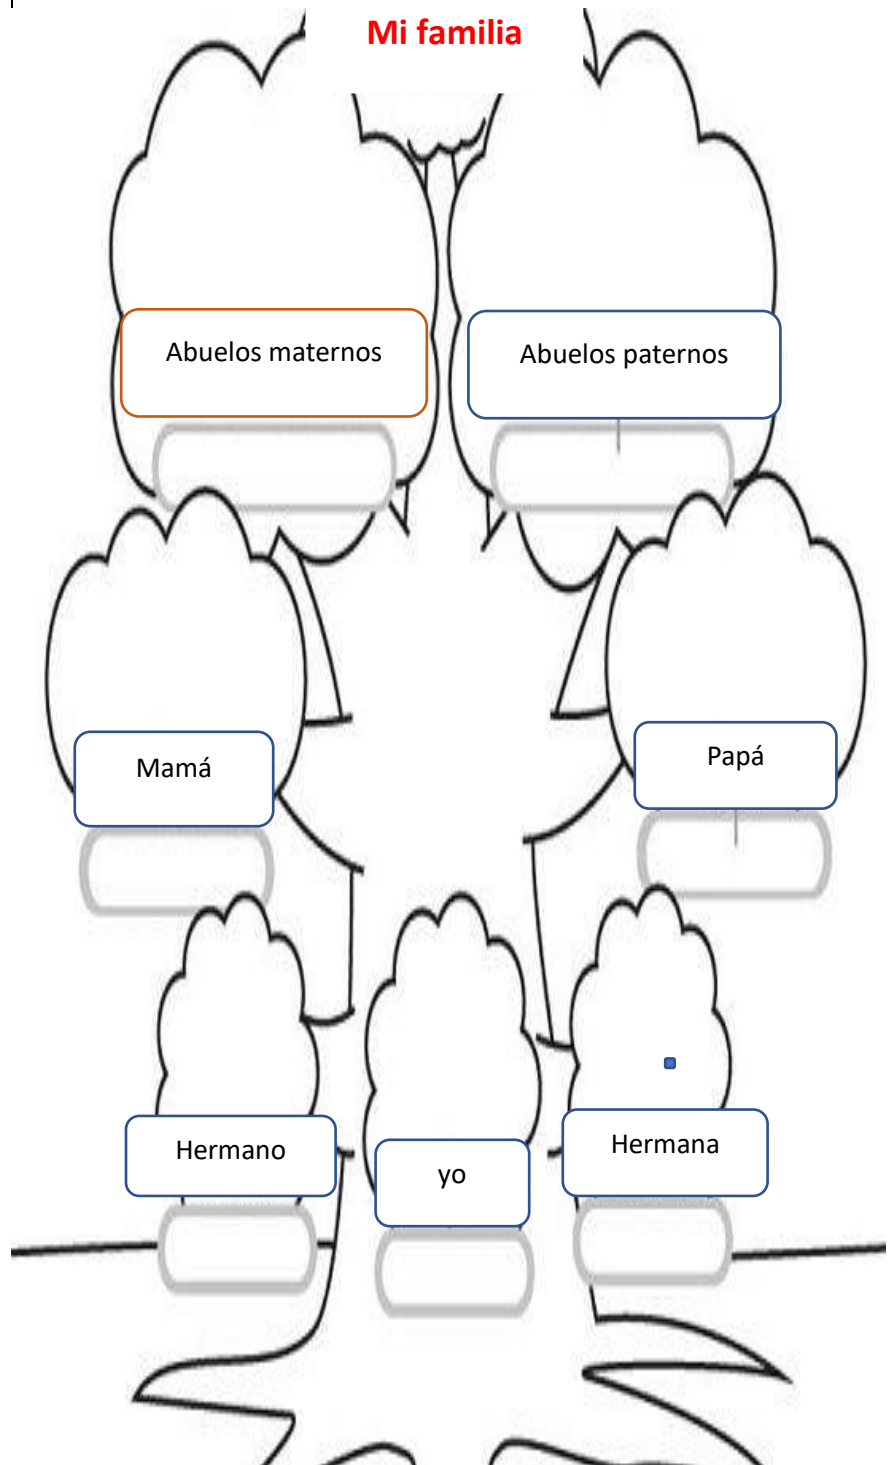 Mi familia
Abuelos maternos
Abuelos paternos
Mamá
Papá
Hermano
yo
Hermana